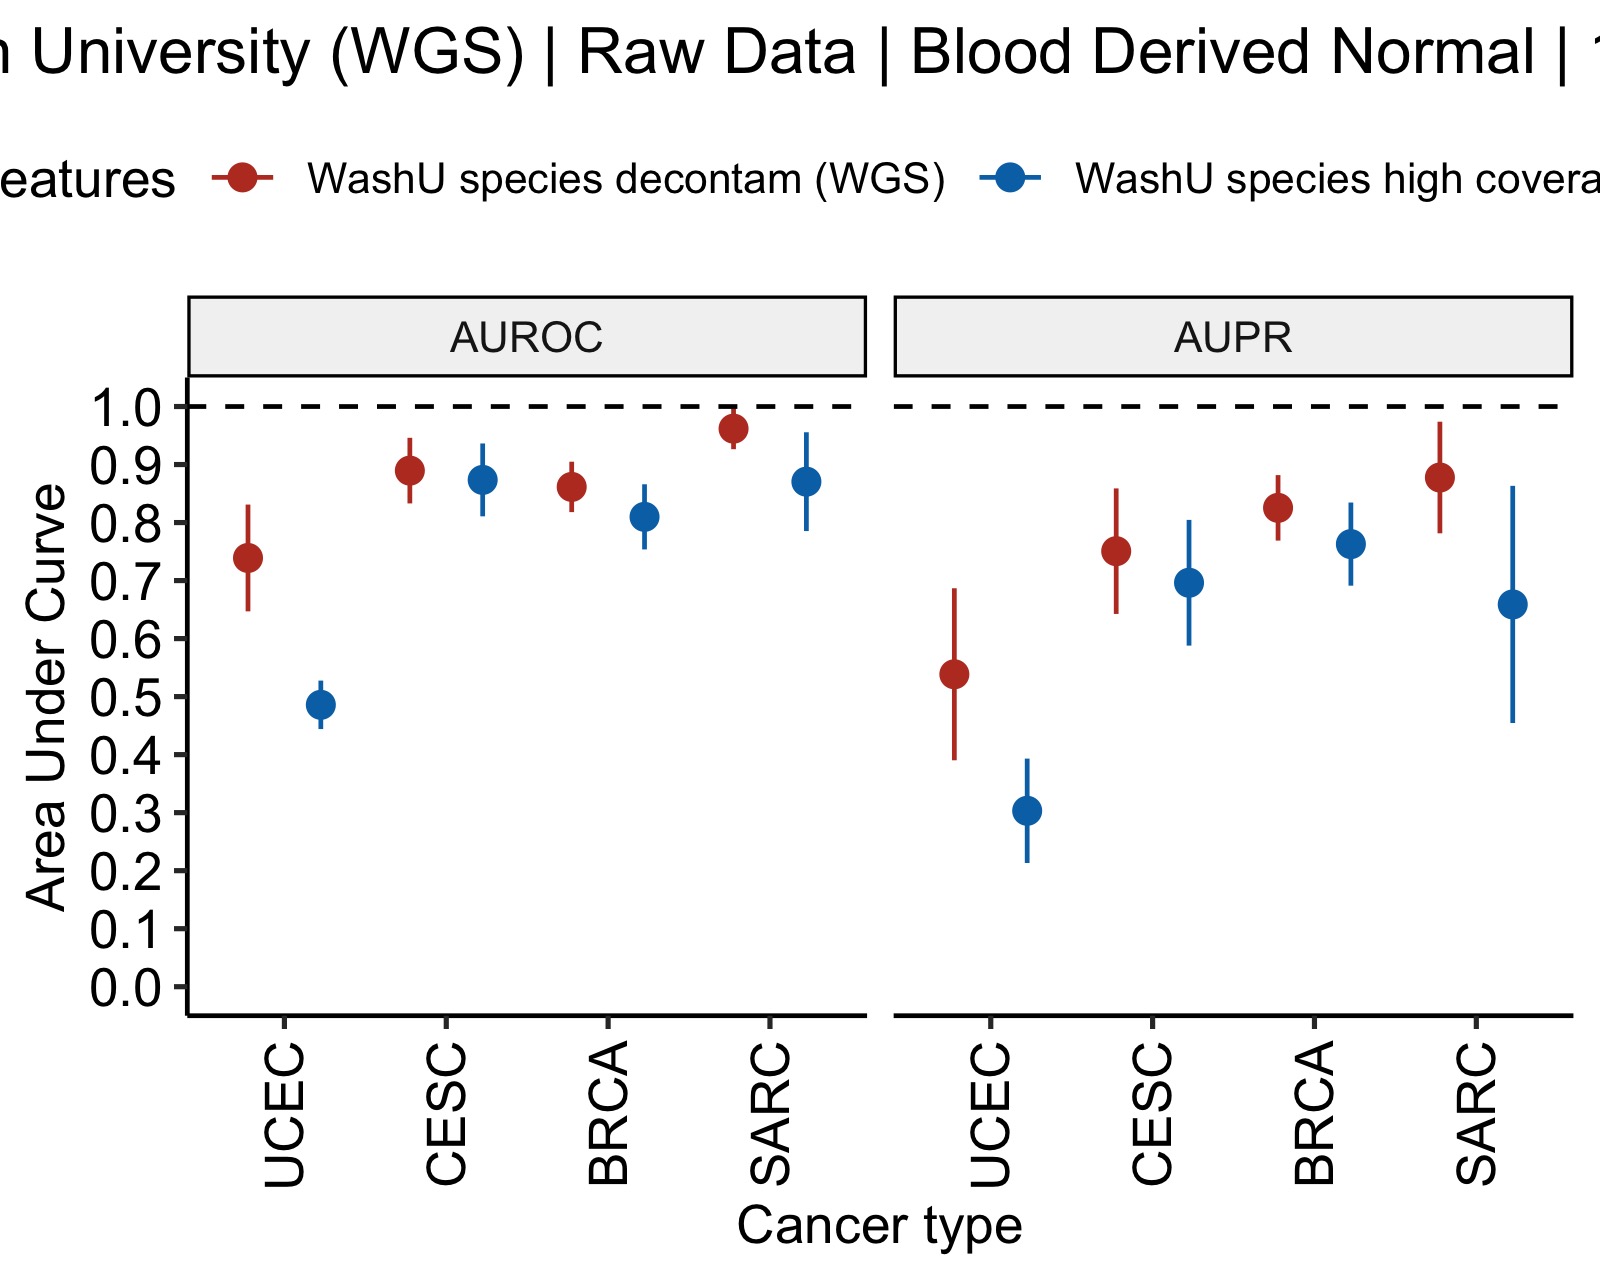 University (WGS) | Raw Data | Blood Derived Normal |
WashU species decontam (WGS) WashU species high
AUROC AUPR
Area Under Curve
1.0
0.9
0.8
0.7
0.6
0.5
0.4
0.3
0.2
0.1
0.0
UCEC CESC BRCA SARC UCEC CESC BRCA SARC
Cancer type